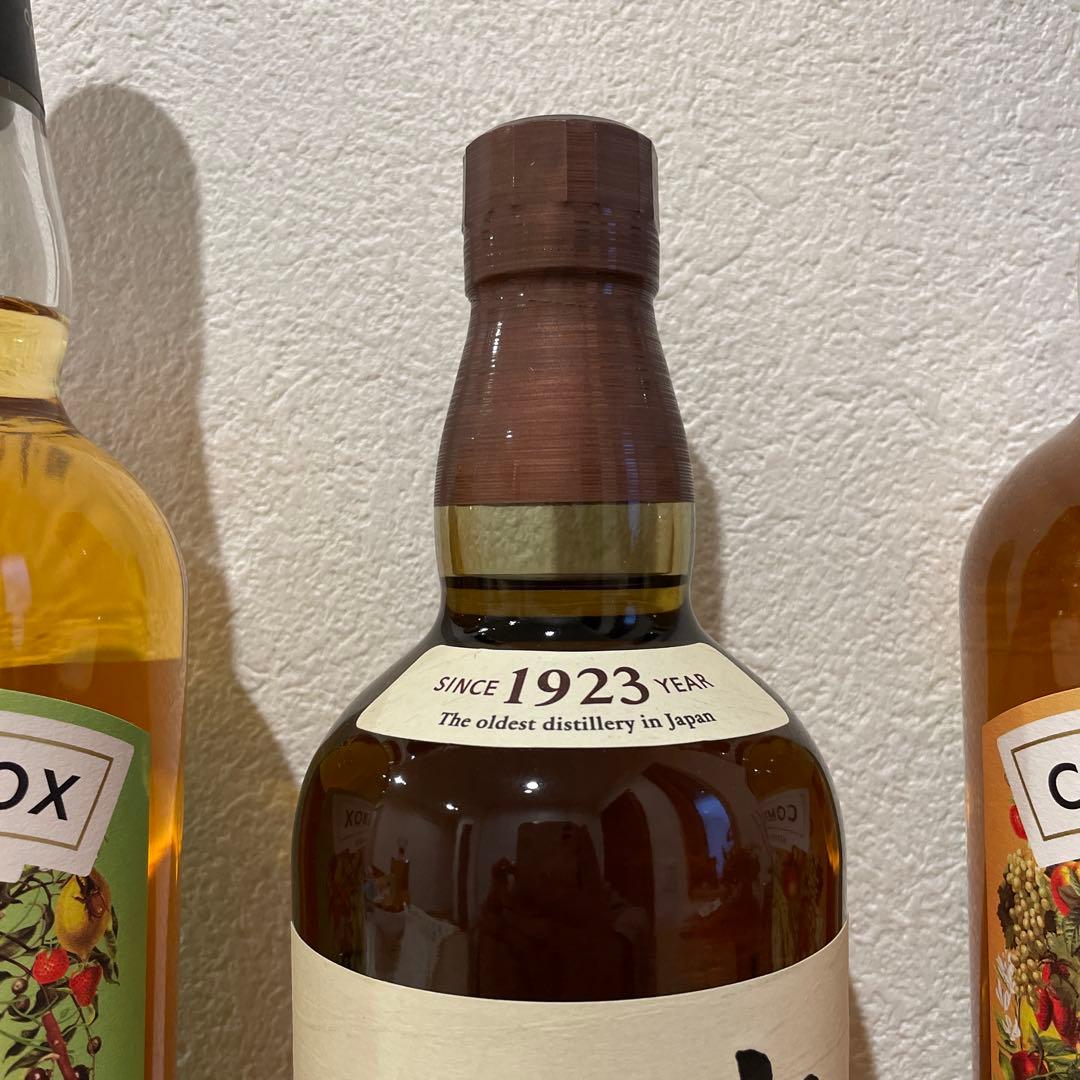 SINCE 1923 YEAR
The oldest distillery in Japan
OX
C